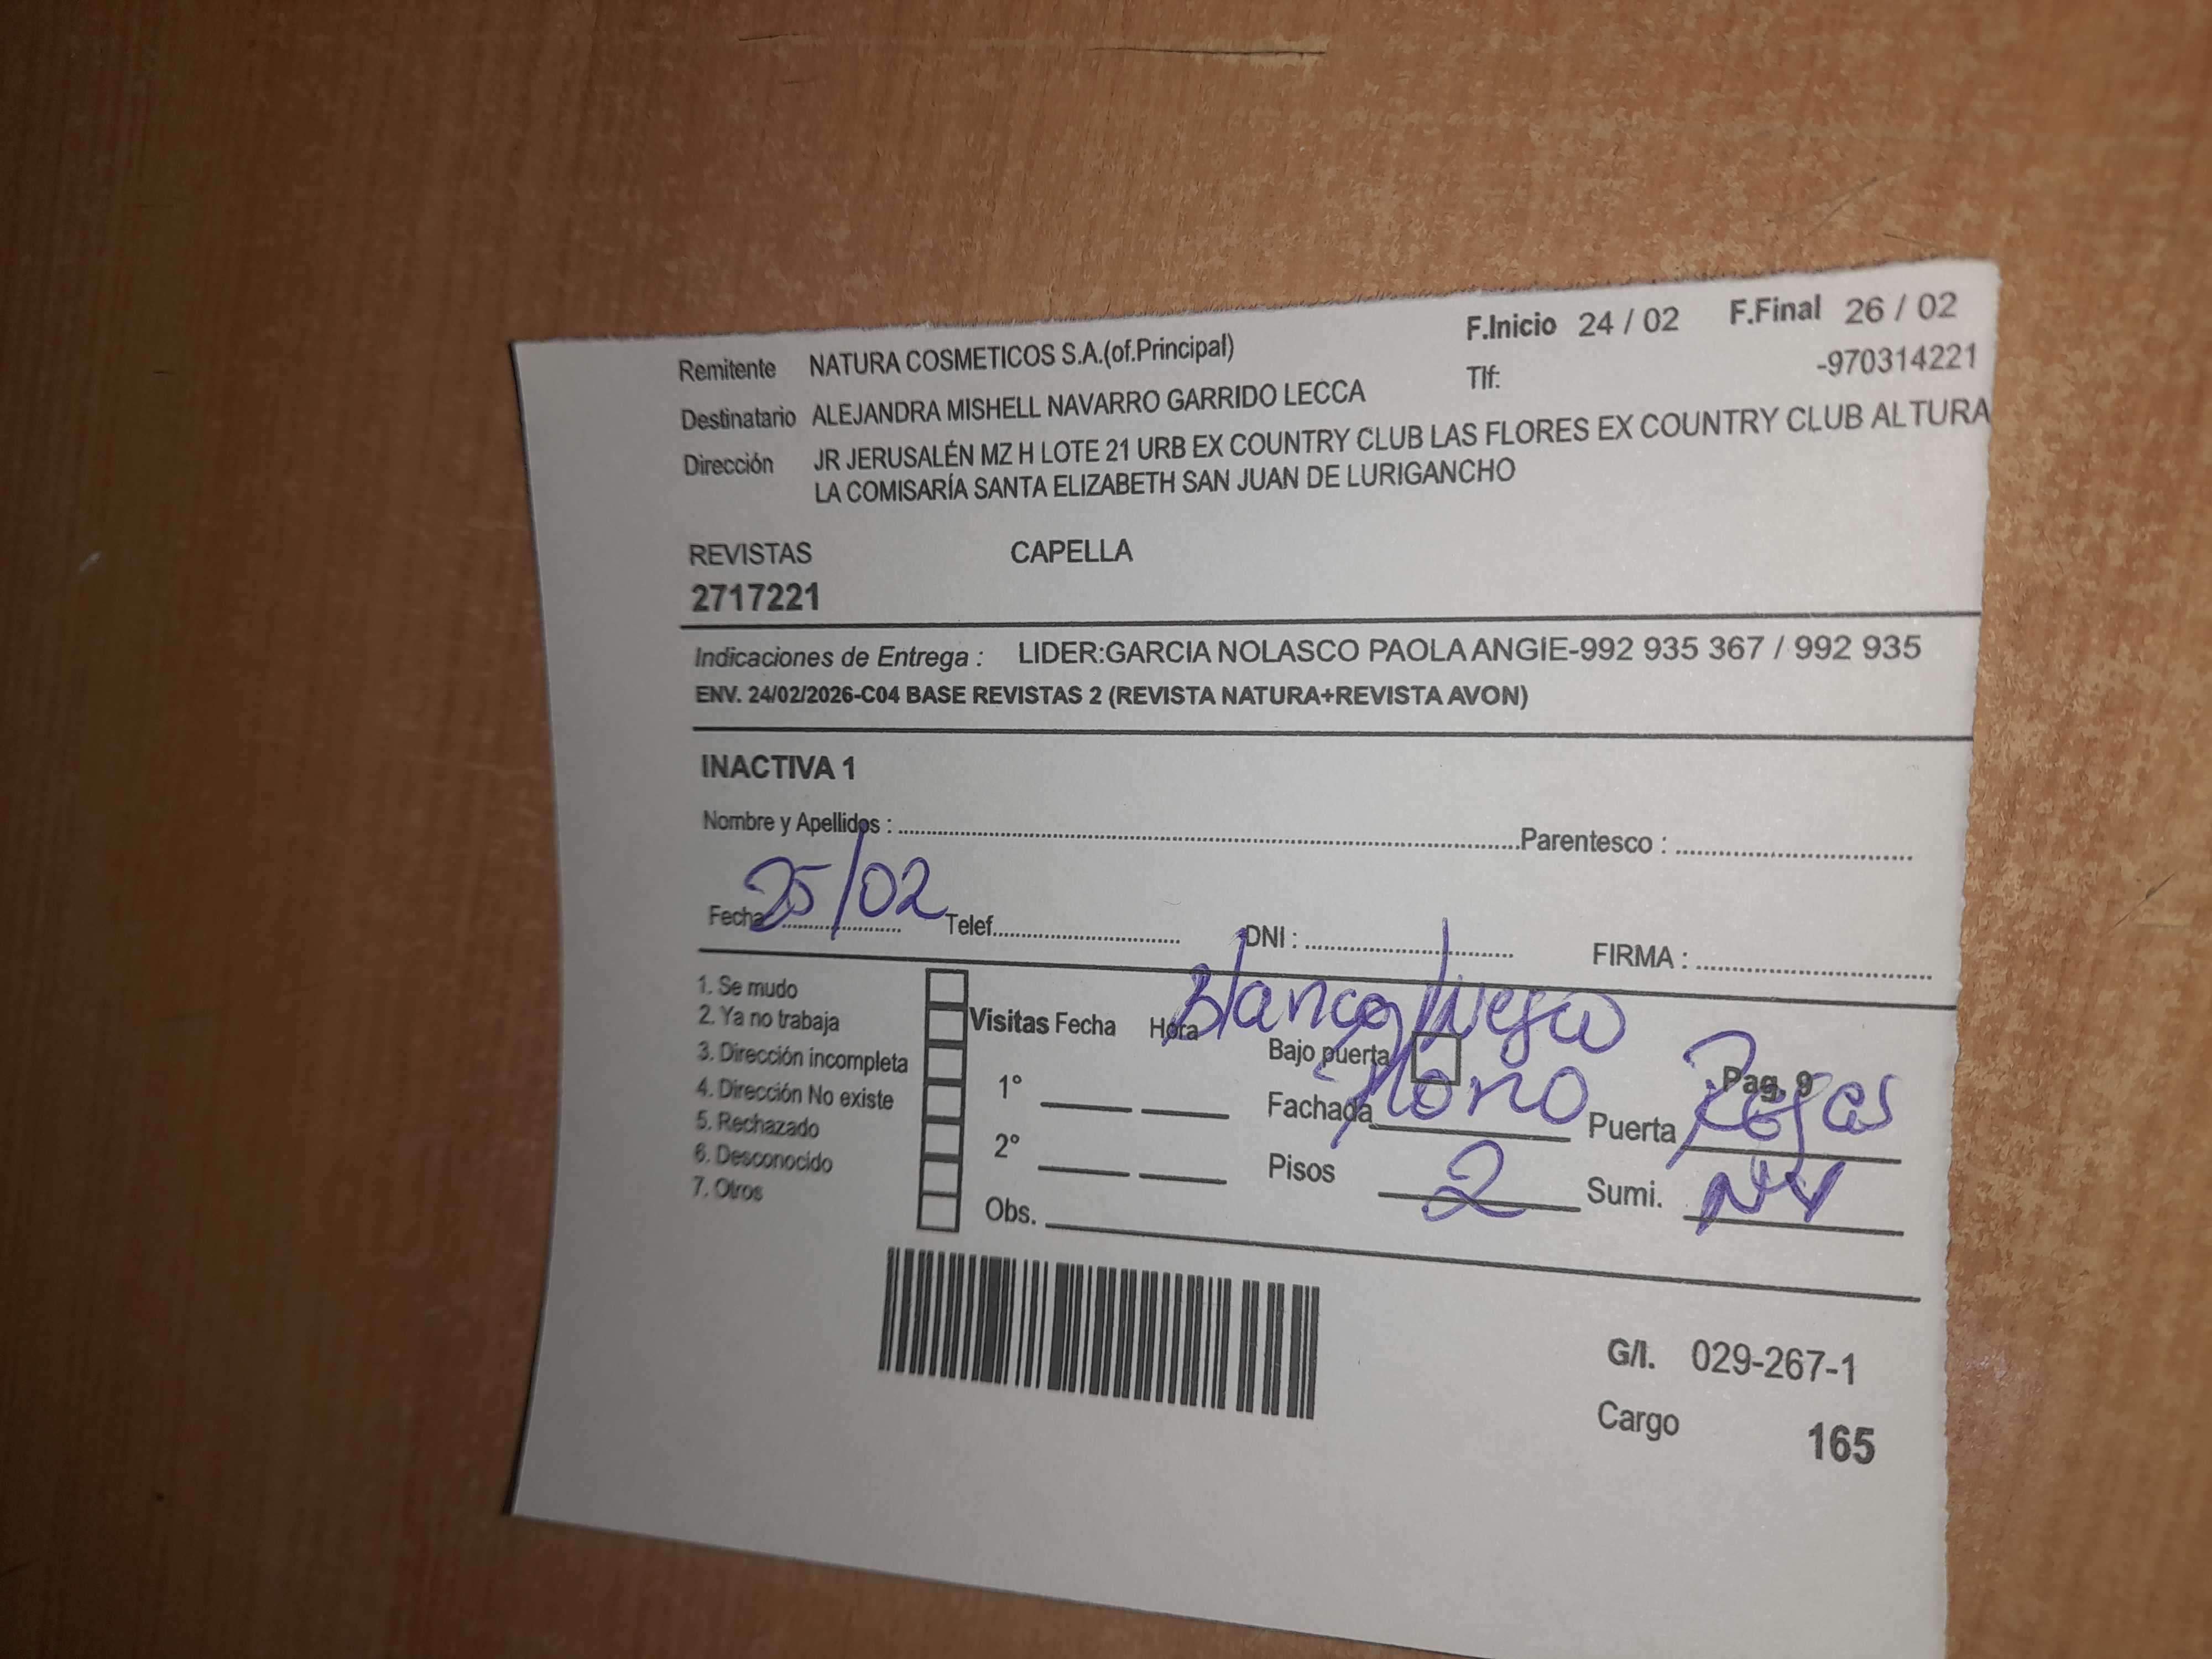 Remitente NATURA COSMETICOS S.A.(of.Principal) F.Inicio 24 / 02 F.Final 26 / 02
Destinatario ALEJANDRA MISHELL NAVARRO GARRIDO LECCA Tlf: -970314221
Dirección JR JERUSALÉN MZ H LOTE 21 URB EX COUNTRY CLUB LAS FLORES EX COUNTRY CLUB ALTURA
LA COMISARÍA SANTA ELIZABETH SAN JUAN DE LURIGANCHO
REVISTAS CAPELLA
2717221
Indicaciones de Entrega : LIDER:GARCIA NOLASCO PAOLA ANGIE-992 935 367 / 992 935
ENV. 24/02/2026-C04 BASE REVISTAS 2 (REVISTA NATURA+REVISTA AVON)
INACTIVA 1
Nombre y Apellidos : Parentesco :
Fecha 25/02 Telef. DNI : FIRMA :
1. Se mudo
2. Ya no trabaja
3. Dirección incompleta
4. Dirección No existe
5. Rechazado
6. Desconocido
7. Otros
Visitas Fecha Hora
1°
2°
Obs.
Blanco
Bajo puerta Pag. 9
Fachada Puerta Rejas
Pisos 2 Sumi.
G/I. 029-267-1
Cargo 165